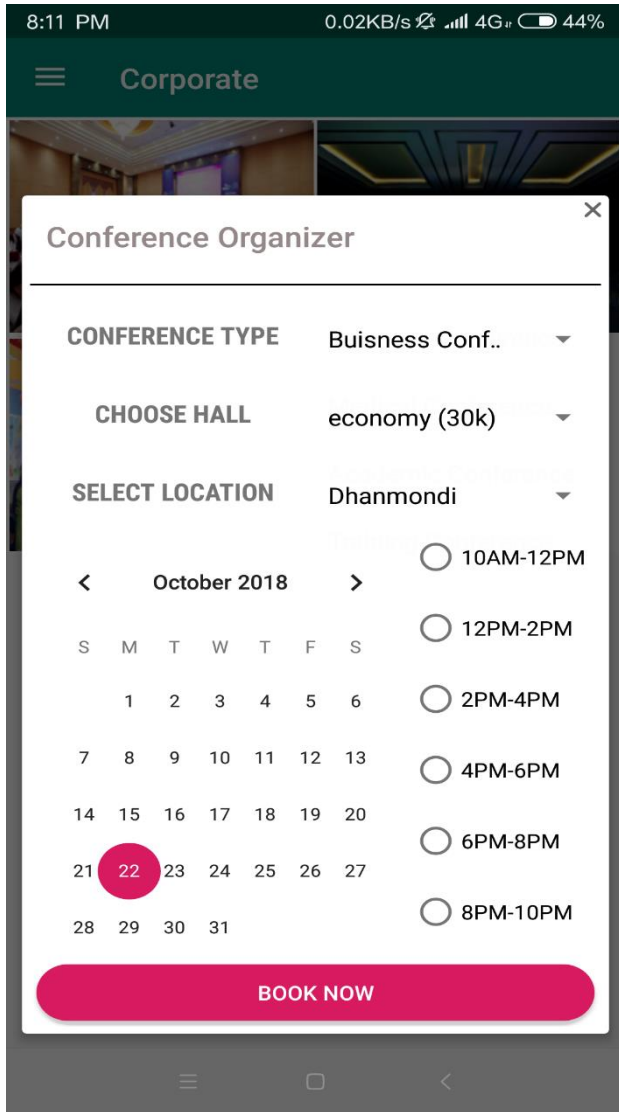 8:11 PM 0.02KB/s 4G 44%
Corporate
Conference Organizer ×
CONFERENCE TYPE Buisness Conf..
CHOOSE HALL economy (30k)
SELECT LOCATION Dhanmondi
10AM-12PM
< October 2018 >
12PM-2PM
S M T W T F S
1 2 3 4 5 6
2PM-4PM
7 8 9 10 11 12 13
4PM-6PM
14 15 16 17 18 19 20
6PM-8PM
21 22 23 24 25 26 27
8PM-10PM
28 29 30 31
BOOK NOW